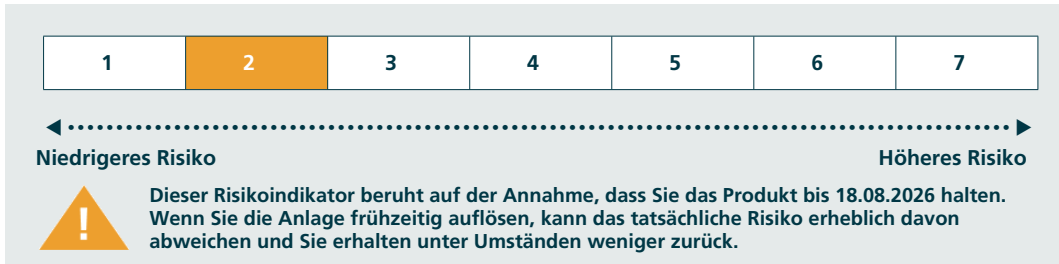 1 2 3 4 5 6 7
Niedrigeres Risiko Höheres Risiko
!
Dieser Risikoindikator beruht auf der Annahme, dass Sie das Produkt bis 18.08.2026 halten.
Wenn Sie die Anlage frühzeitig auflösen, kann das tatsächliche Risiko erheblich davon
abweichen und Sie erhalten unter Umständen weniger zurück.